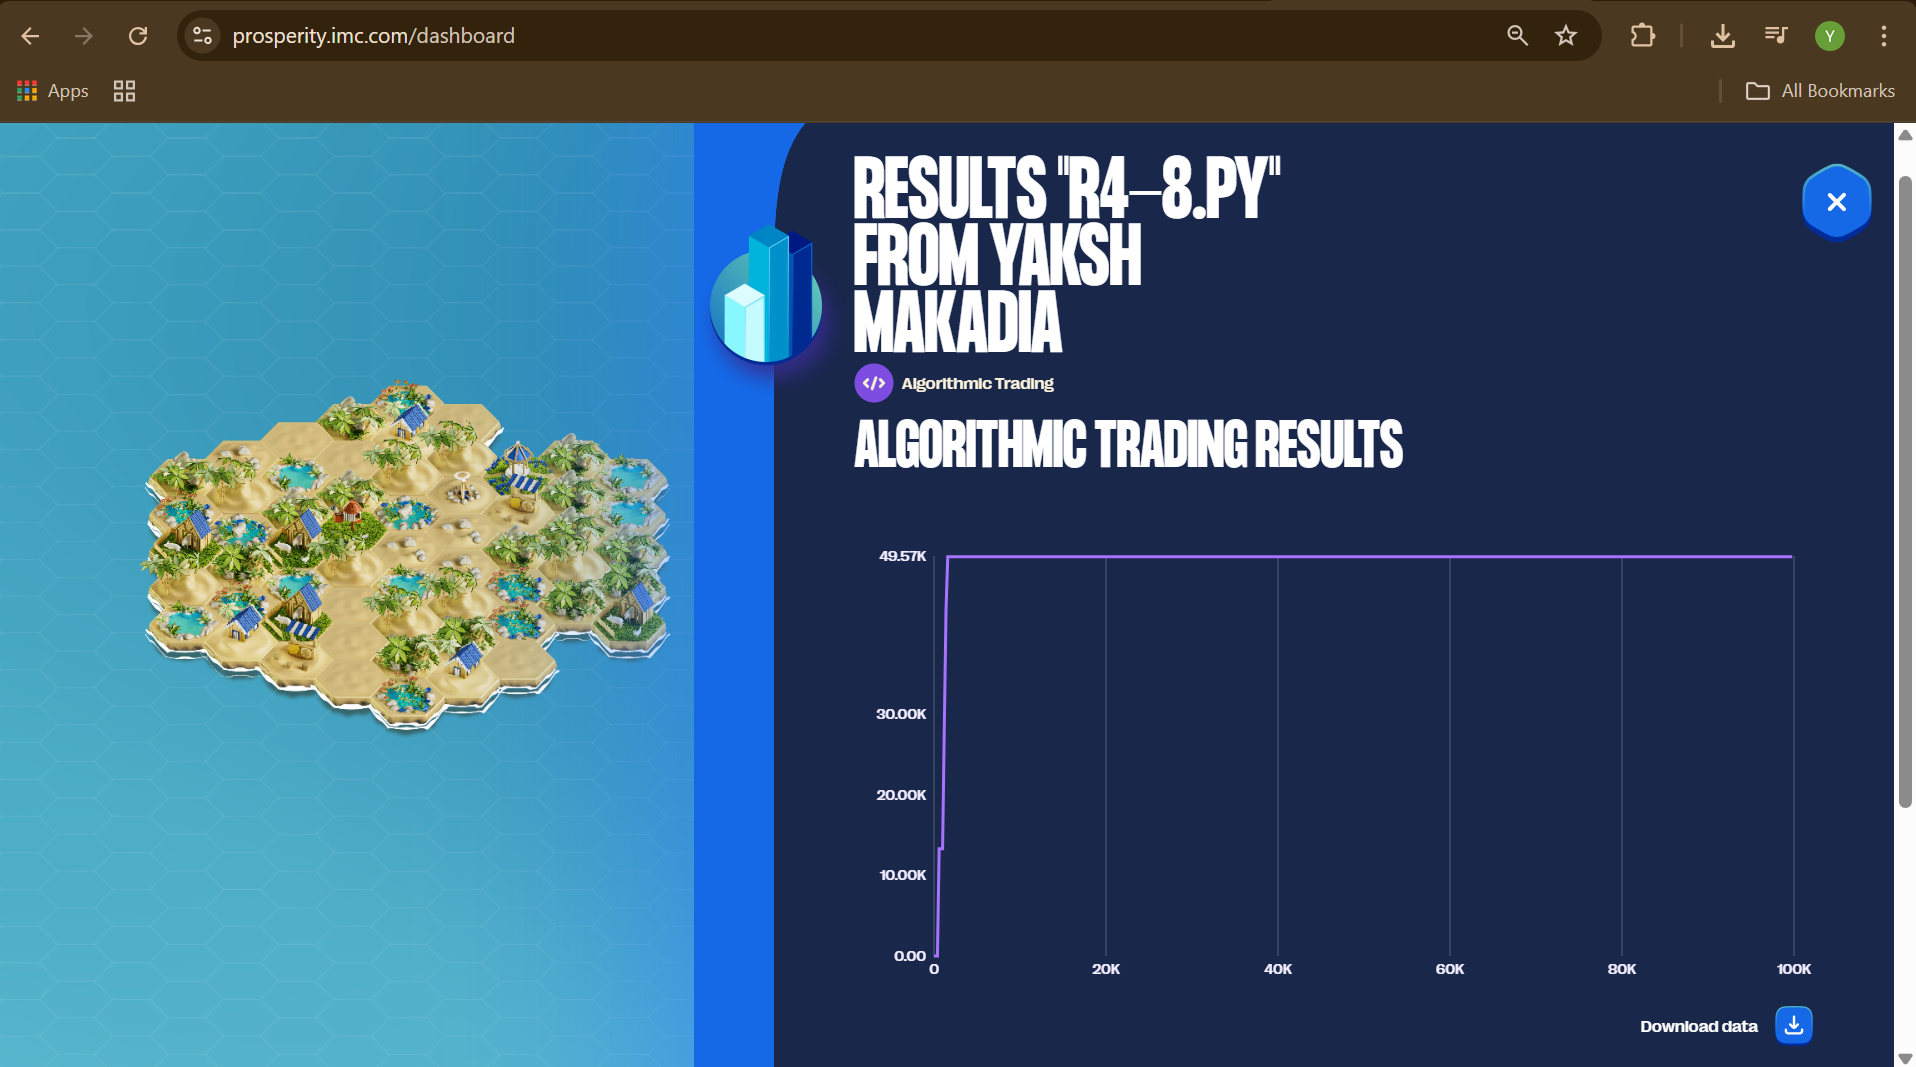 prosperity.imc.com/dashboard
Y
Apps
All Bookmarks
RESULTS "R4-8.PY"
FROM YAKSH
MAKADIA
</> Algorithmic Trading
ALGORITHMIC TRADING RESULTS
49.57K
30.00K
20.00K
10.00K
0.00
0 20K 40K 60K 80K 100K
Download data